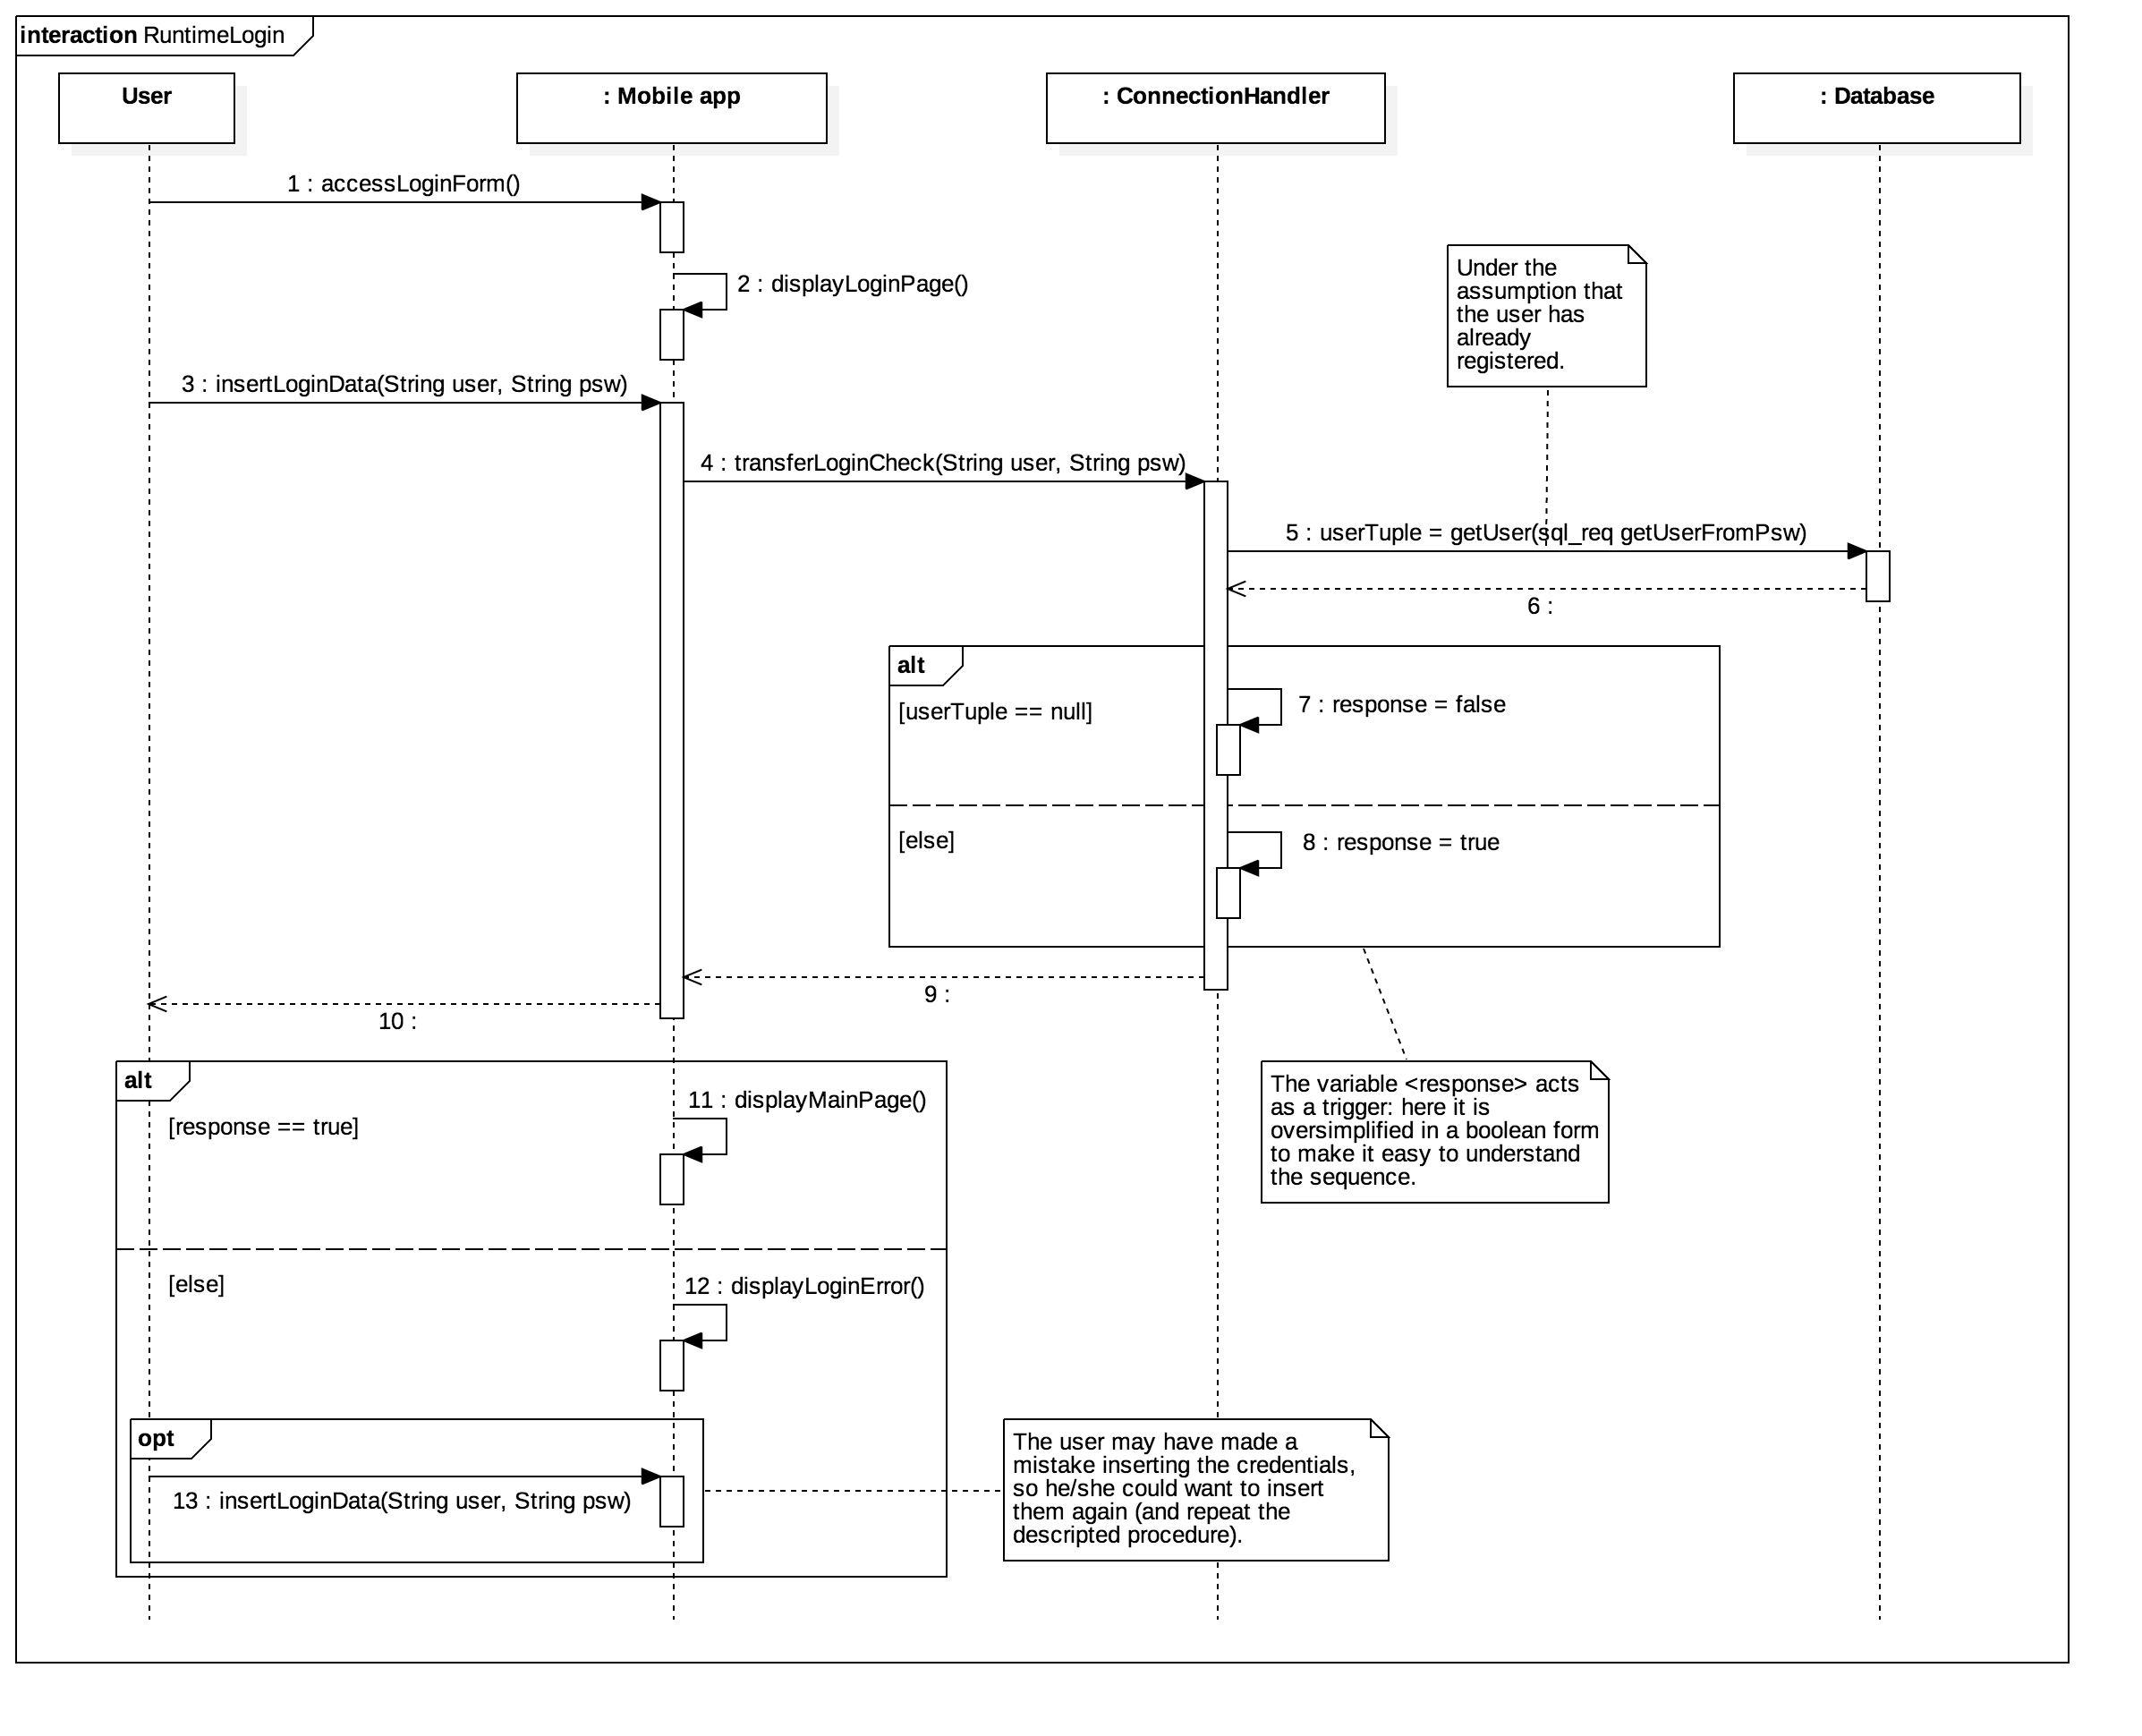 interaction RuntimeLogin
User
: Mobile app
: ConnectionHandler
: Database
1 : accessLoginForm()
2 : displayLoginPage()
Under the
assumption that
the user has
already
registered.
3 : insertLoginData(String user, String psw)
4 : transferLoginCheck(String user, String psw)
5 : userTuple = getUser(sql_req getUserFromPsw)
6 :
alt
[userTuple == null]
7 : response = false
[else]
8 : response = true
9 :
10 :
alt
[response == true]
11 : displayMainPage()
The variable <response> acts
as a trigger: here it is
oversimplified in a boolean form
to make it easy to understand
the sequence.
[else]
12 : displayLoginError()
opt
13 : insertLoginData(String user, String psw)
The user may have made a
mistake inserting the credentials,
so he/she could want to insert
them again (and repeat the
descripted procedure).